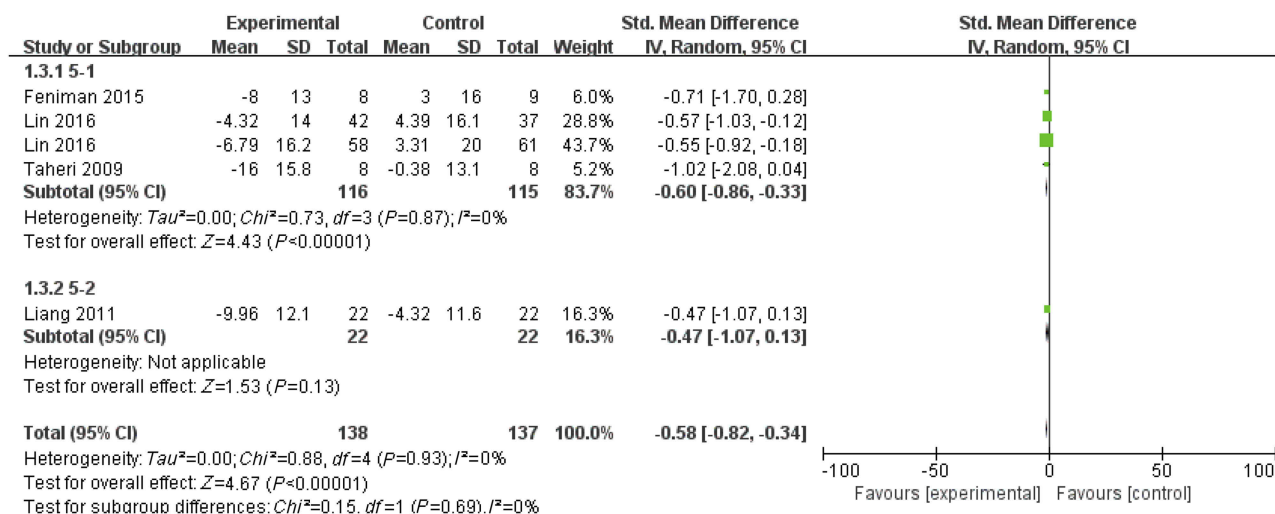 Experimental Control Std. Mean Difference Std. Mean Difference
Study or Subgroup Mean SD Total Mean SD Total Weight IV, Random, 95% CI IV, Random, 95% CI
1.3.1 5-1
Feniman 2015 -8 13 8 3 16 9 6.0% -0.71 [-1.70, 0.28]
Lin 2016 -4.32 14 42 4.39 16.1 37 28.8% -0.57 [-1.03, -0.12]
Lin 2016 -6.79 16.2 58 3.31 20 61 43.7% -0.55 [-0.92, -0.18]
Taheri 2009 -16 15.8 8 -0.38 13.1 8 5.2% -1.02 [-2.08, 0.04]
Subtotal (95% CI) 116 115 83.7% -0.60 [-0.86, -0.33]
Heterogeneity: Tau²=0.00; Chi²=0.73, df=3 (P=0.87); I²=0%
Test for overall effect: Z=4.43 (P<0.00001)
1.3.2 5-2
Liang 2011 -9.96 12.1 22 -4.32 11.6 22 16.3% -0.47 [-1.07, 0.13]
Subtotal (95% CI) 22 22 16.3% -0.47 [-1.07, 0.13]
Heterogeneity: Not applicable
Test for overall effect: Z=1.53 (P=0.13)
Total (95% CI) 138 137 100.0% -0.58 [-0.82, -0.34]
Heterogeneity: Tau²=0.00; Chi²=0.88, df=4 (P=0.93); I²=0%
Test for overall effect: Z=4.67 (P<0.00001)
Test for subgroup differences: Chi²=0.15, df=1 (P=0.69), I²=0%
-100 -50 0 50 100
Favours [experimental] Favours [control]